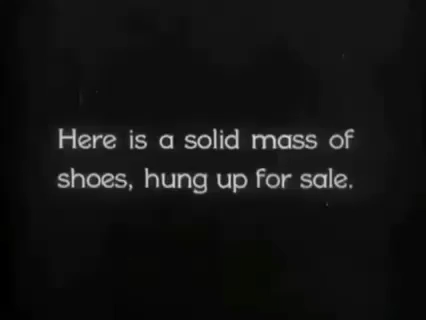 Here is a solid mass of
shoes, hung up for sale.